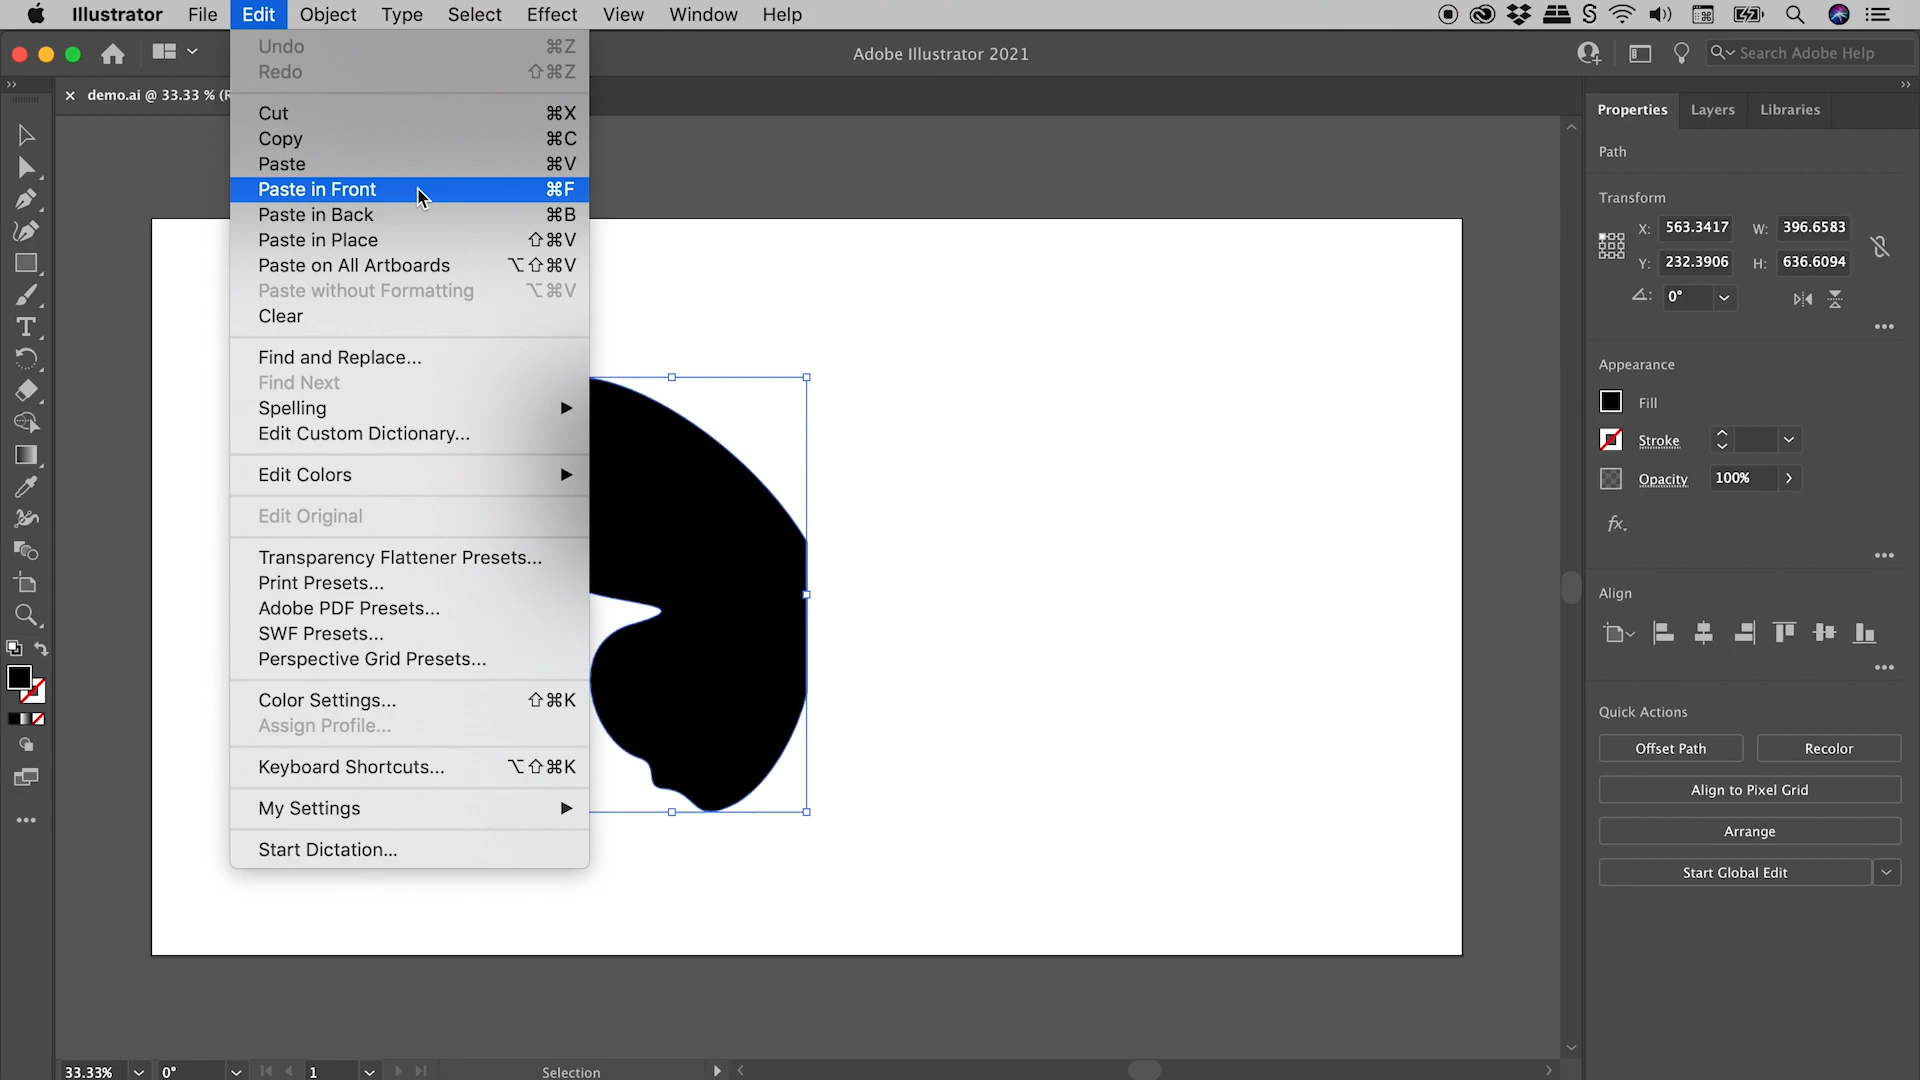 Illustrator File Edit Object Type Select Effect View Window Help
Adobe Illustrator 2021
Search Adobe Help
demo.ai @ 33.33 % (R
Undo ⌘Z
Redo ⇧⌘Z
Cut ⌘X
Copy ⌘C
Paste ⌘V
Paste in Front ⌘F
Paste in Back ⌘B
Paste in Place ⇧⌘V
Paste on All Artboards ⌥⇧⌘V
Paste without Formatting ⌥⌘V
Clear
Find and Replace...
Find Next
Spelling
Edit Custom Dictionary...
Edit Colors
Edit Original
Transparency Flattener Presets...
Print Presets...
Adobe PDF Presets...
SWF Presets...
Perspective Grid Presets...
Color Settings... ⇧⌘K
Assign Profile...
Keyboard Shortcuts... ⌥⇧⌘K
My Settings
Start Dictation...
Properties Layers Libraries
Path
Transform
X: 563.3417 W: 396.6583
Y: 232.3906 H: 636.6094
0°
Appearance
Fill
Stroke
Opacity 100%
fx.
Align
Quick Actions
Offset Path Recolor
Align to Pixel Grid
Arrange
Start Global Edit
33.33% 0° 1 Selection